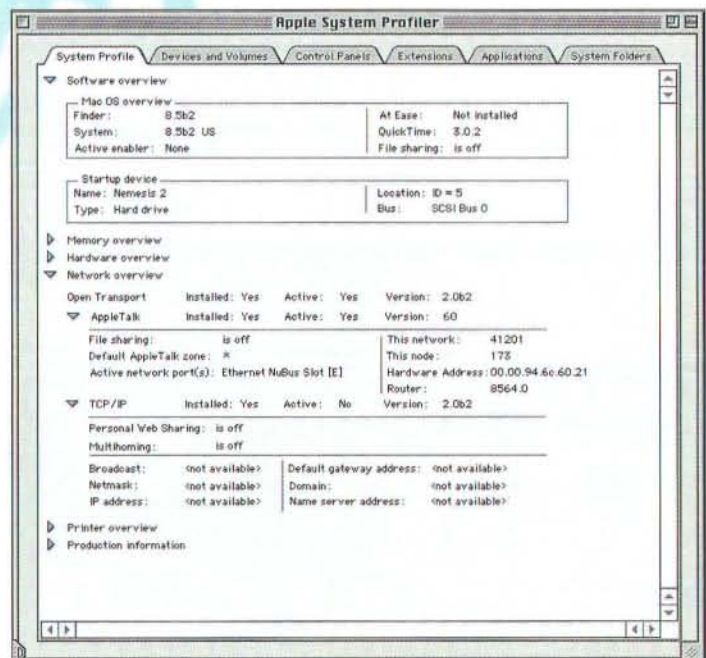 Apple System Profiler
System Profile Devices and Volumes Control Panels Extensions Applications System Folders
Software overview
Mac OS overview
Finder: 8.5b2 At Ease: Not installed
System: 8.5b2 US QuickTime: 3.0.2
Active enabler: None File sharing: is off
Startup device
Name: Nemesis 2 Location: ID = 5
Type: Hard drive Bus: SCSI Bus 0
Memory overview
Hardware overview
Network overview
Open Transport Installed: Yes Active: Yes Version: 2.0b2
AppleTalk Installed: Yes Active: Yes Version: 60
File sharing: is off This network: 41201
Default AppleTalk zone: * This node: 173
Active network port(s): Ethernet NuBus Slot [E] Hardware Address: 00.00.94.6c.60.21
Router: 8564.0
TCP/IP Installed: Yes Active: No Version: 2.0b2
Personal Web Sharing: is off
Multihoming: is off
Broadcast: <not available> Default gateway address: <not available>
Netmask: <not available> Domain: <not available>
IP address: <not available> Name server address: <not available>
Printer overview
Production information